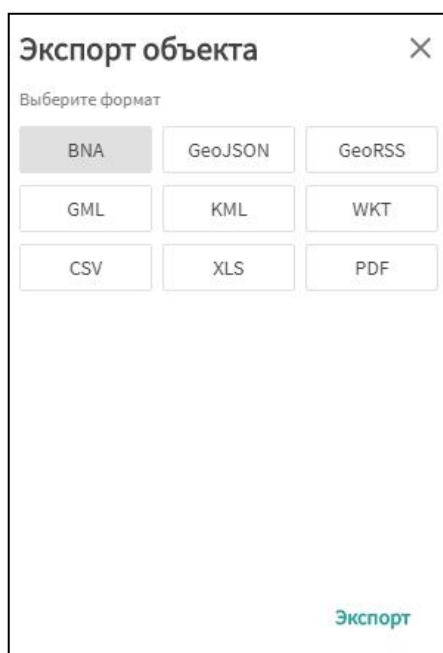 Экспорт объекта
Выберите формат
BNA GeoJSON GeoRSS
GML KML WKT
CSV XLS PDF
Экспорт